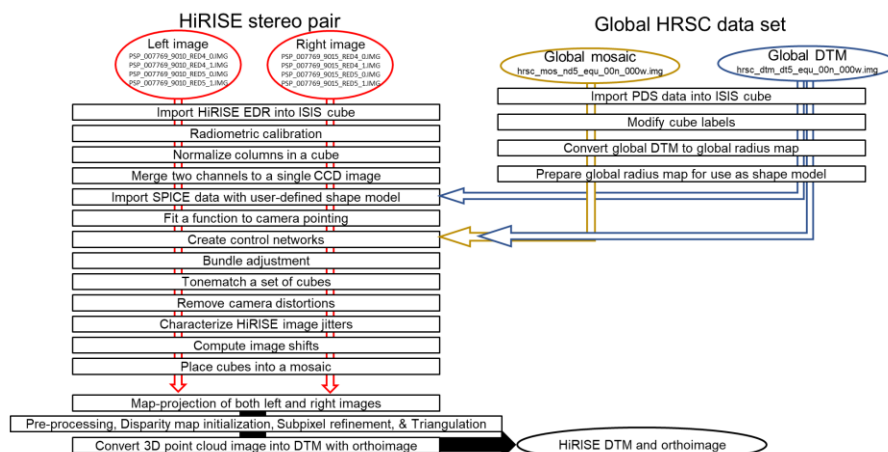 HiRISE stereo pair
Left image
PSP_007769_9010_RED4_0.IMG
PSP_007769_9010_RED4_1.IMG
PSP_007769_9010_RED5_0.IMG
PSP_007769_9010_RED5_1.IMG
Right image
PSP_007769_9015_RED4_0.IMG
PSP_007769_9015_RED4_1.IMG
PSP_007769_9015_RED5_0.IMG
PSP_007769_9015_RED5_1.IMG
Import HiRISE EDR into ISIS cube
Radiometric calibration
Normalize columns in a cube
Merge two channels to a single CCD image
Import SPICE data with user-defined shape model
Fit a function to camera pointing
Create control networks
Bundle adjustment
Tonematch a set of cubes
Remove camera distortions
Characterize HiRISE image jitters
Compute image shifts
Place cubes into a mosaic
Map-projection of both left and right images
Pre-processing, Disparity map initialization, Subpixel refinement, & Triangulation
Convert 3D point cloud image into DTM with orthoimage
Global HRSC data set
Global mosaic
hrsc_mos_nd5_equ_00n_000w.img
Global DTM
hrsc_dtm_dt5_equ_00n_000w.img
Import PDS data into ISIS cube
Modify cube labels
Convert global DTM to global radius map
Prepare global radius map for use as shape model
HiRISE DTM and orthoimage